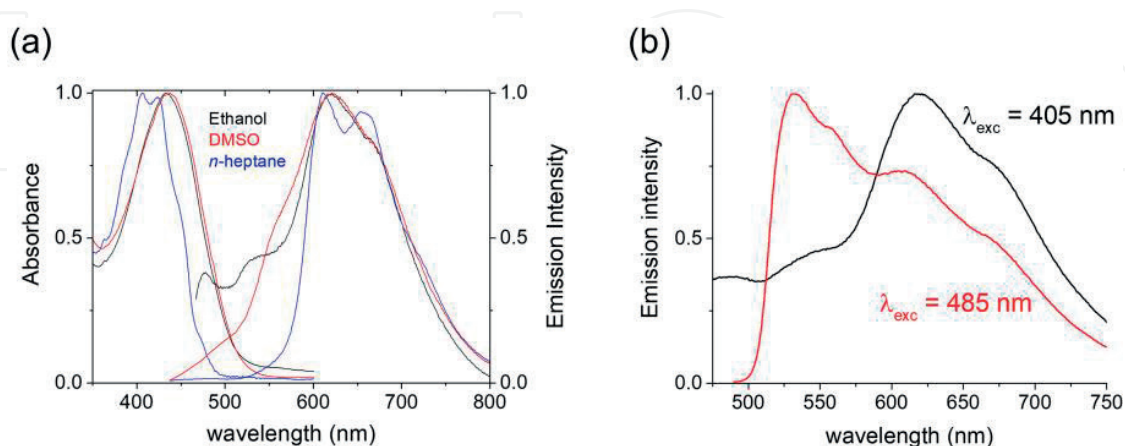 (a)
1.0
0.5
0.0
Absorbance
400 500 600 700 800
wavelength (nm)
Ethanol
DMSO
n-heptane
1.0
0.5
0.0
Emission Intensity
(b)
1.0
0.5
0.0
Emission intensity
500 550 600 650 700 750
wavelength (nm)
λexc = 405 nm
λexc = 485 nm